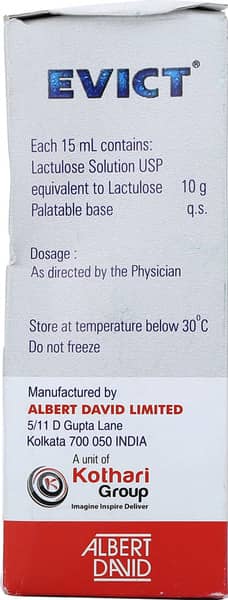 EVICT®
Each 15 mL contains:
Lactulose Solution USP
equivalent to Lactulose 10 g
Palatable base q.s.
Dosage :
As directed by the Physician
Store at temperature below 30°C
Do not freeze
Manufactured by
ALBERT DAVID LIMITED
5/11 D Gupta Lane
Kolkata 700 050 INDIA
A unit of
K
Kothari
Group
Imagine Inspire Deliver
ALBERT
DAVID